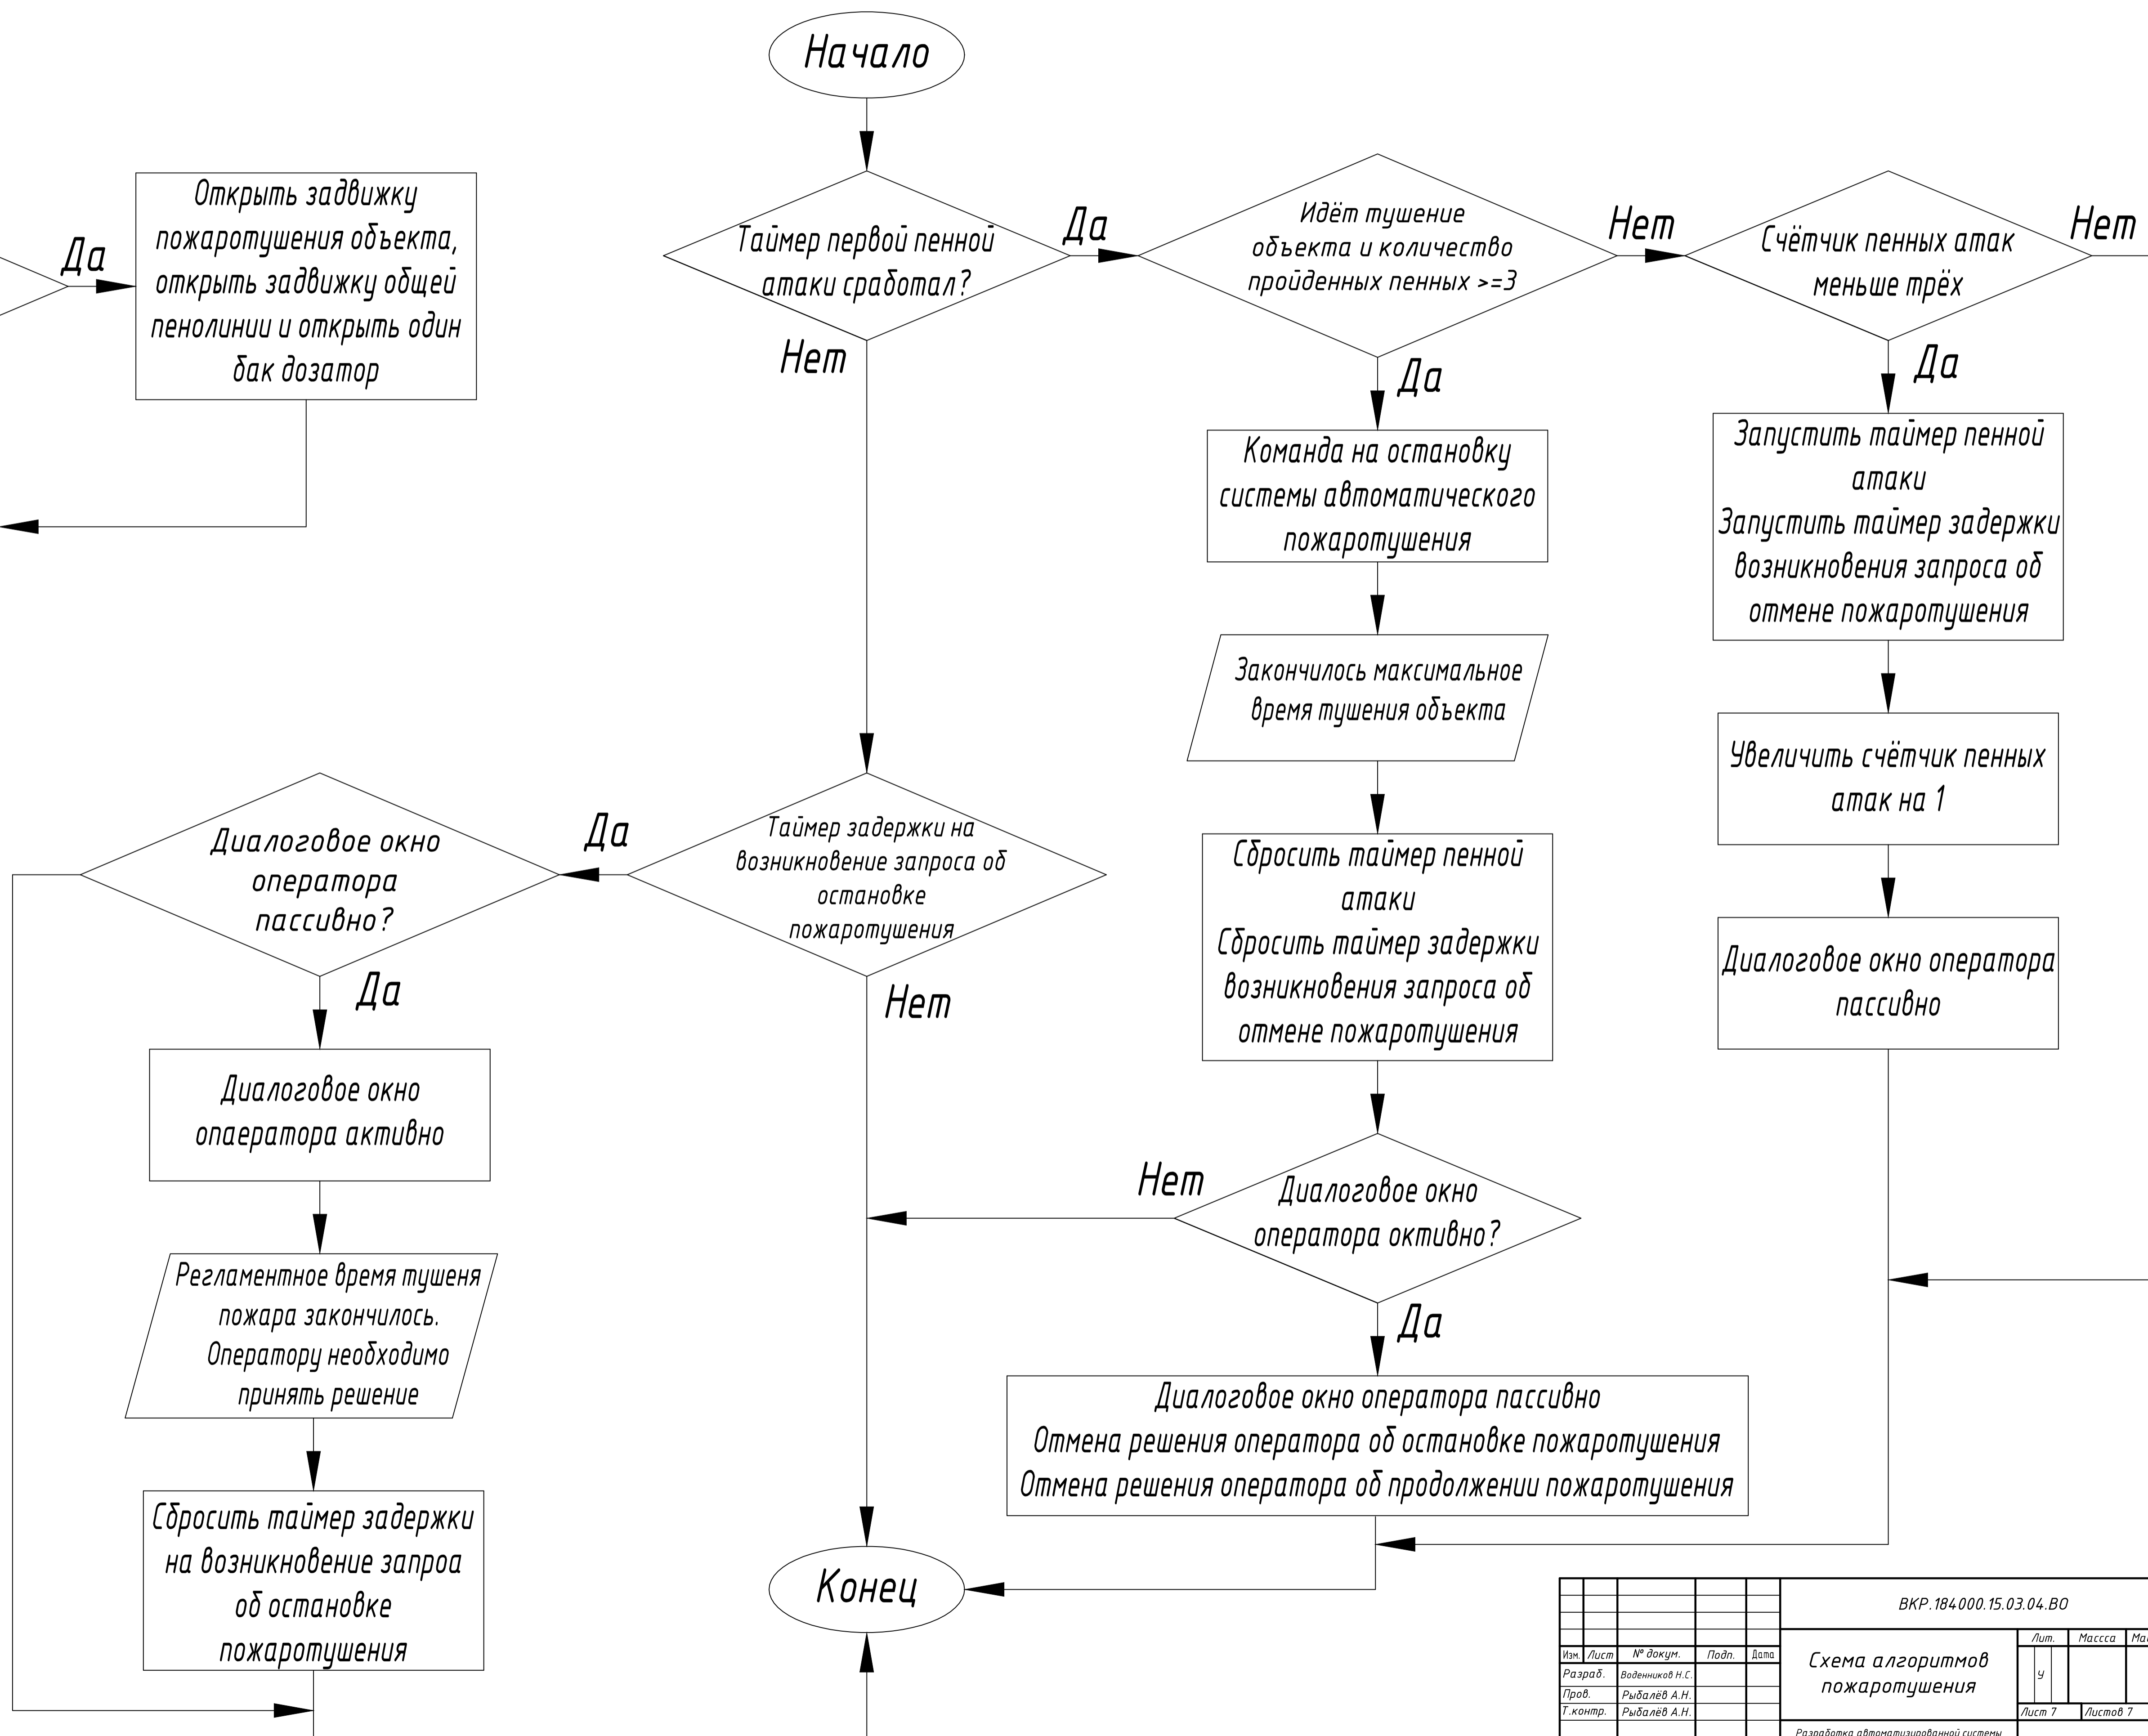 Начало
Да
Открыть задвижку
пожаротушения объекта,
открыть задвижку общей
пенолинии и открыть один
бак дозатор
Таймер первой пенной
атаки сработал?
Да
Нет
Идёт тушение
объекта и количество
пройденных пенных >=3
Нет
Да
Счётчик пенных атак
меньше трёх
Нет
Да
Команда на остановку
системы автоматического
пожаротушения
Запустить таймер пенной
атаки
Запустить таймер задержки
возникновения запроса об
отмене пожаротушения
Закончилось максимальное
время тушения объекта
Увеличить счётчик пенных
атак на 1
Диалоговое окно
оператора
пассивно?
Да
Таймер задержки на
возникновение запроса об
остановке
пожаротушения
Сбросить таймер пенной
атаки
Сбросить таймер задержки
возникновения запроса об
отмене пожаротушения
Диалоговое окно оператора
пассивно
Да
Нет
Диалоговое окно
опаератора активно
Нет
Диалоговое окно
оператора октивно?
Да
Регламентное время тушеня
пожара закончилось.
Оператору необходимо
принять решение
Диалоговое окно оператора пассивно
Отмена решения оператора об остановке пожаротушения
Отмена решения оператора об продолжении пожаротушения
Сбросить таймер задержки
на возникновение запроа
об остановке
пожаротушения
Конец
ВКР.184000.15.03.04.ВО
Изм. Лист № докум. Подп. Дата
Разраб. Воденников Н.С.
Пров. Рыбалёв А.Н.
Т.контр. Рыбалёв А.Н.
Схема алгоритмов
пожаротушения
Лит. Массса
У
Лист 7 Листов 7
Разработка автоматизированной системы